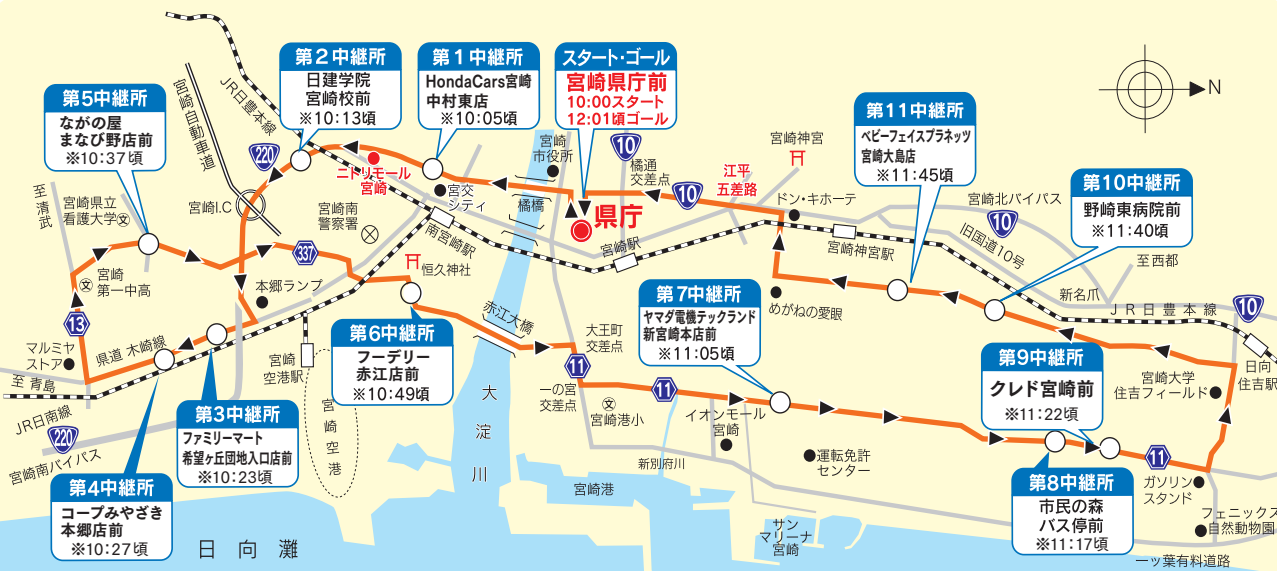 スタート・ゴール
宮崎県庁前
10:00スタート
12:01頃ゴール
第1中継所
HondaCars宮崎
中村東店
※10:05頃
第2中継所
日建学院
宮崎校前
※10:13頃
第3中継所
ファミリーマート
希望ヶ丘団地入口店前
※10:23頃
第4中継所
コープみやざき
本郷店前
※10:27頃
第5中継所
ながの屋
まなび野店前
※10:37頃
第6中継所
フーデリー
赤江店前
※10:49頃
第7中継所
ヤマダ電機テックランド
新宮崎本店前
※11:05頃
第8中継所
市民の森
バス停前
※11:17頃
第9中継所
クレド宮崎前
※11:22頃
第10中継所
野崎東病院前
※11:40頃
第11中継所
ベビーフェイスプラネッツ
宮崎大島店
※11:45頃
N
JR日豊本線
宮崎自動車道
220
宮崎I.C
至清武
宮崎県立
看護大学
文
ニトリモール
宮崎
宮交
シティ
宮崎
市役所
橘橋
10
橘通
交差点
10
江平
五差路
宮崎神宮
ドン・キホーテ
県庁
宮崎駅
宮崎神宮駅
宮崎北バイパス
10
旧国道10号
至西都
新名爪
JR日豊本線
10
日向
住吉駅
めがねの愛眼
宮崎南
警察署
南宮崎駅
337
恒久神社
本郷ランプ
文
宮崎
第一中高
13
マルミヤ
ストア
県道 木崎線
至青島
JR日南線
220
宮崎南バイパス
宮崎
空港駅
宮崎空港
赤江大橋
大淀川
大王町
交差点
11
一の宮
交差点
文
宮崎港小
11
イオンモール
宮崎
新別府川
宮崎港
運転免許
センター
サン
マリーナ
宮崎
宮崎大学
住吉フィールド
11
ガソリン
スタンド
フェニックス
自然動物園
一ッ葉有料道路
日向灘